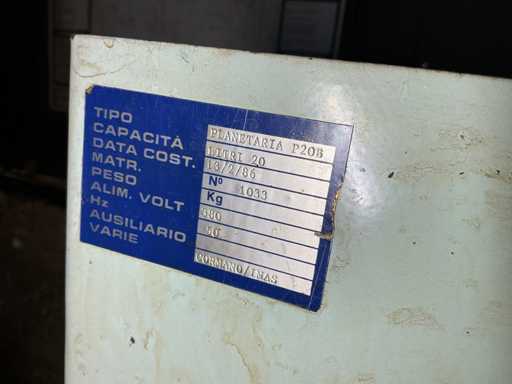 TIPO PLANETARIA P20B
CAPACITÀ LITRI 20
DATA COST. 13/2/86
MATR. Nº 1033
PESO Kg
ALIM. VOLT 380
Hz 50
AUSILIARIO
VARIE CORMANO/IMAS